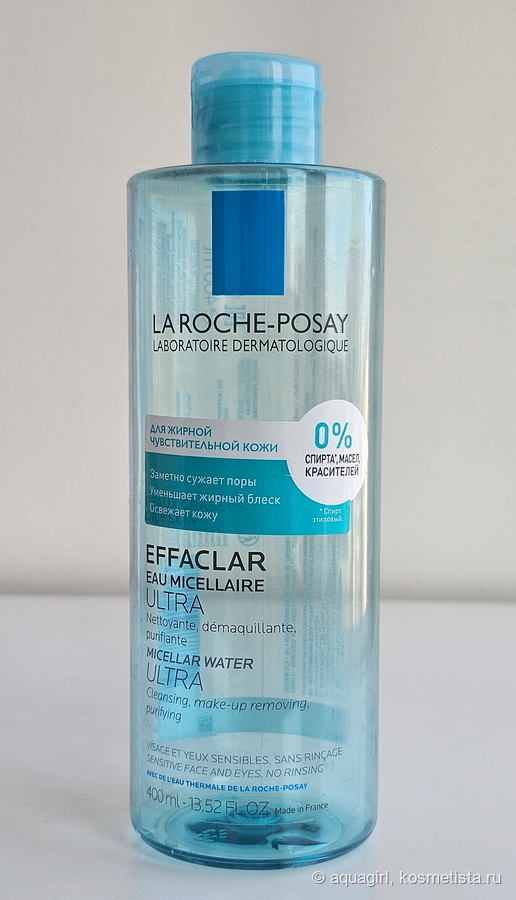 LA ROCHE-POSAY
LABORATOIRE DERMATOLOGIQUE
ДЛЯ ЖИРНОЙ
ЧУВСТВИТЕЛЬНОЙ КОЖИ
0%
СПИРТА*, МАСЕЛ,
КРАСИТЕЛЕЙ
Заметно сужает поры
Уменьшает жирный блеск
Освежает кожу
* Спирт
этиловый.
EFFACLAR
EAU MICELLAIRE
ULTRA
Nettoyante, démaquillante,
purifiante
MICELLAR WATER
ULTRA
Cleansing, make-up removing,
purifying
VISAGE ET YEUX SENSIBLES. SANS RINÇAGE
SENSITIVE FACE AND EYES. NO RINSING
AVEC DE L'EAU THERMALE DE LA ROCHE-POSAY
400 ml - 13.52 FL.OZ. Made in France
© aquagirl, kosmetista.ru